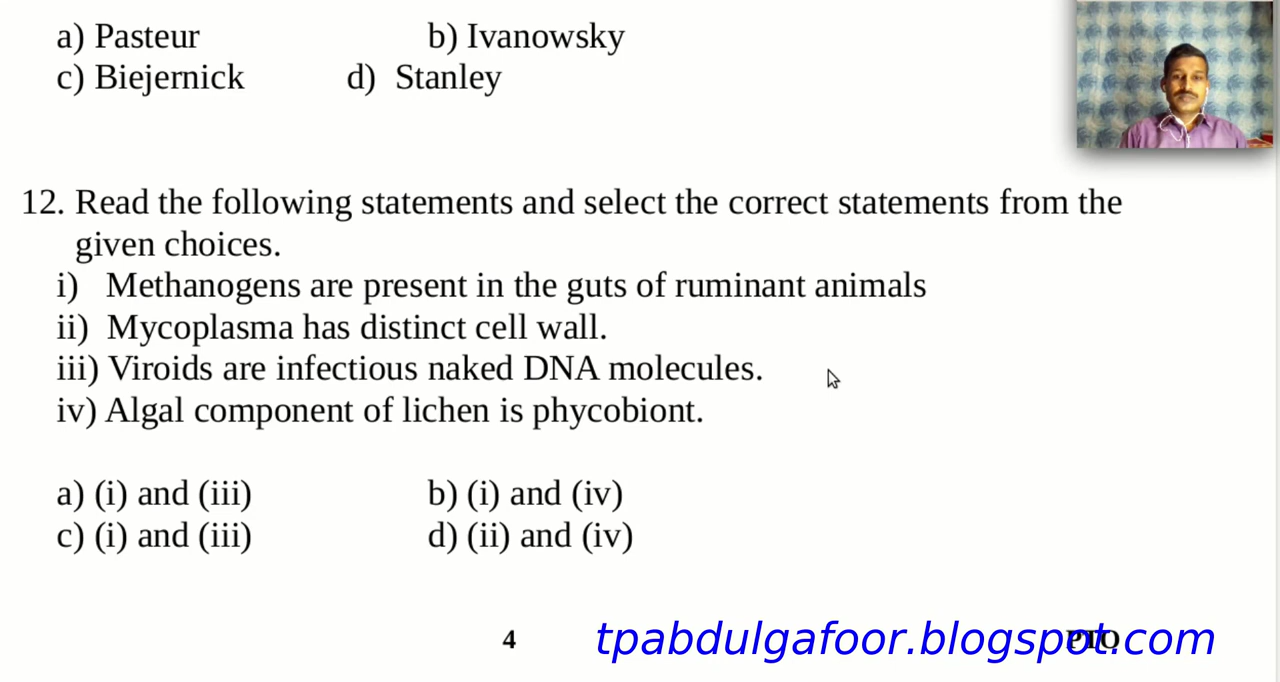 a) Pasteur b) Ivanowsky
c) Biejernick d) Stanley
12. Read the following statements and select the correct statements from the
given choices.
i) Methanogens are present in the guts of ruminant animals
ii) Mycoplasma has distinct cell wall.
iii) Viroids are infectious naked DNA molecules.
iv) Algal component of lichen is phycobiont.
a) (i) and (iii) b) (i) and (iv)
c) (i) and (iii) d) (ii) and (iv)
4 PTO
tpabdulgafoor.blogspot.com